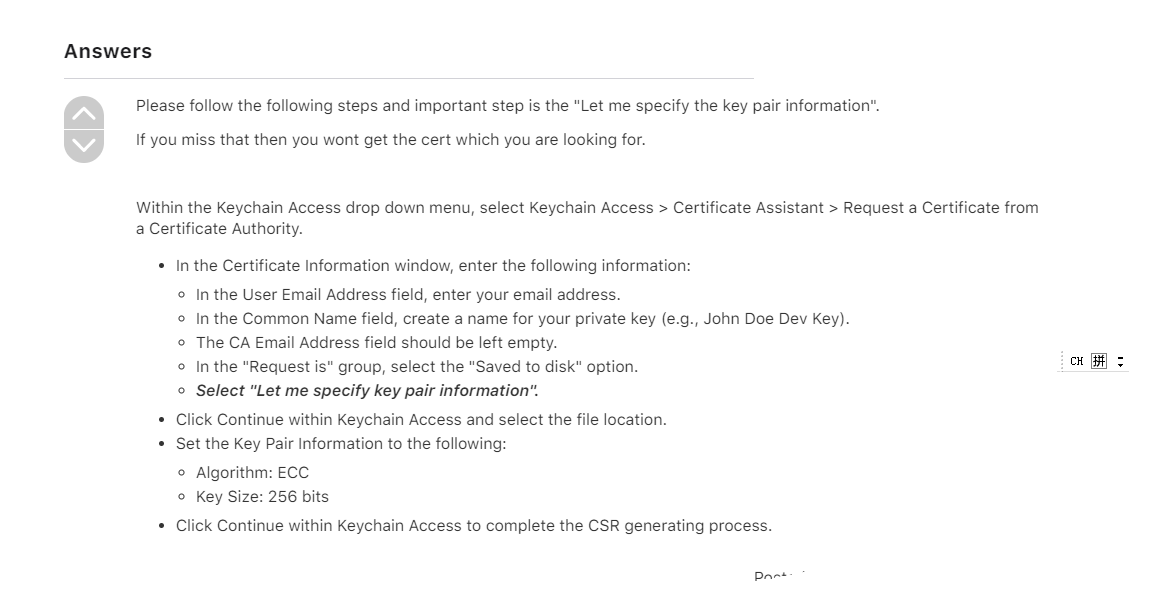 Answers
Please follow the following steps and important step is the "Let me specify the key pair information".
If you miss that then you wont get the cert which you are looking for.
Within the Keychain Access drop down menu, select Keychain Access > Certificate Assistant > Request a Certificate from
a Certificate Authority.
In the Certificate Information window, enter the following information:
In the User Email Address field, enter your email address.
In the Common Name field, create a name for your private key (e.g., John Doe Dev Key).
The CA Email Address field should be left empty.
In the "Request is" group, select the "Saved to disk" option.
CH 拼
Select "Let me specify key pair information".
Click Continue within Keychain Access and select the file location.
Set the Key Pair Information to the following:
Algorithm: ECC
Key Size: 256 bits
Click Continue within Keychain Access to complete the CSR generating process.